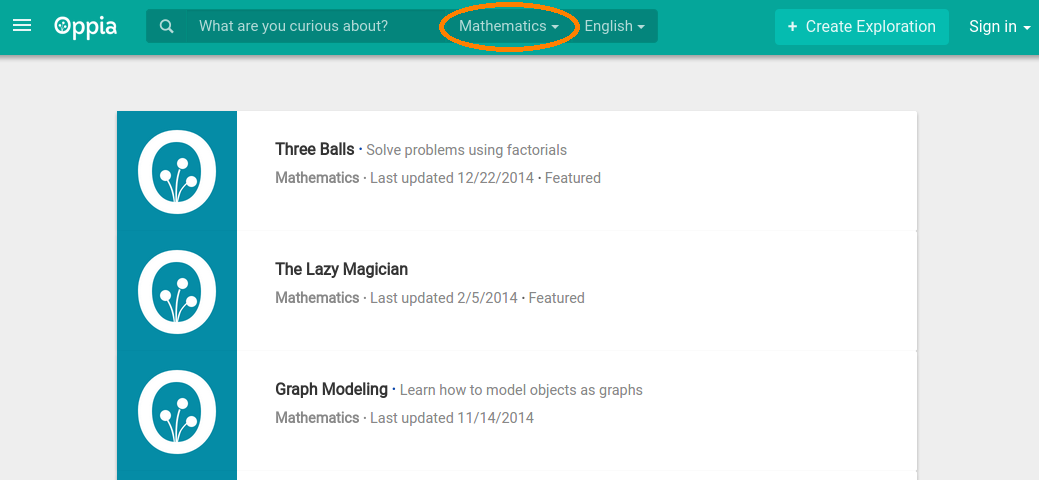 Oppia What are you curious about? Mathematics English + Create Exploration Sign in
Three Balls · Solve problems using factorials
Mathematics · Last updated 12/22/2014 · Featured
The Lazy Magician
Mathematics · Last updated 2/5/2014 · Featured
Graph Modeling · Learn how to model objects as graphs
Mathematics · Last updated 11/14/2014